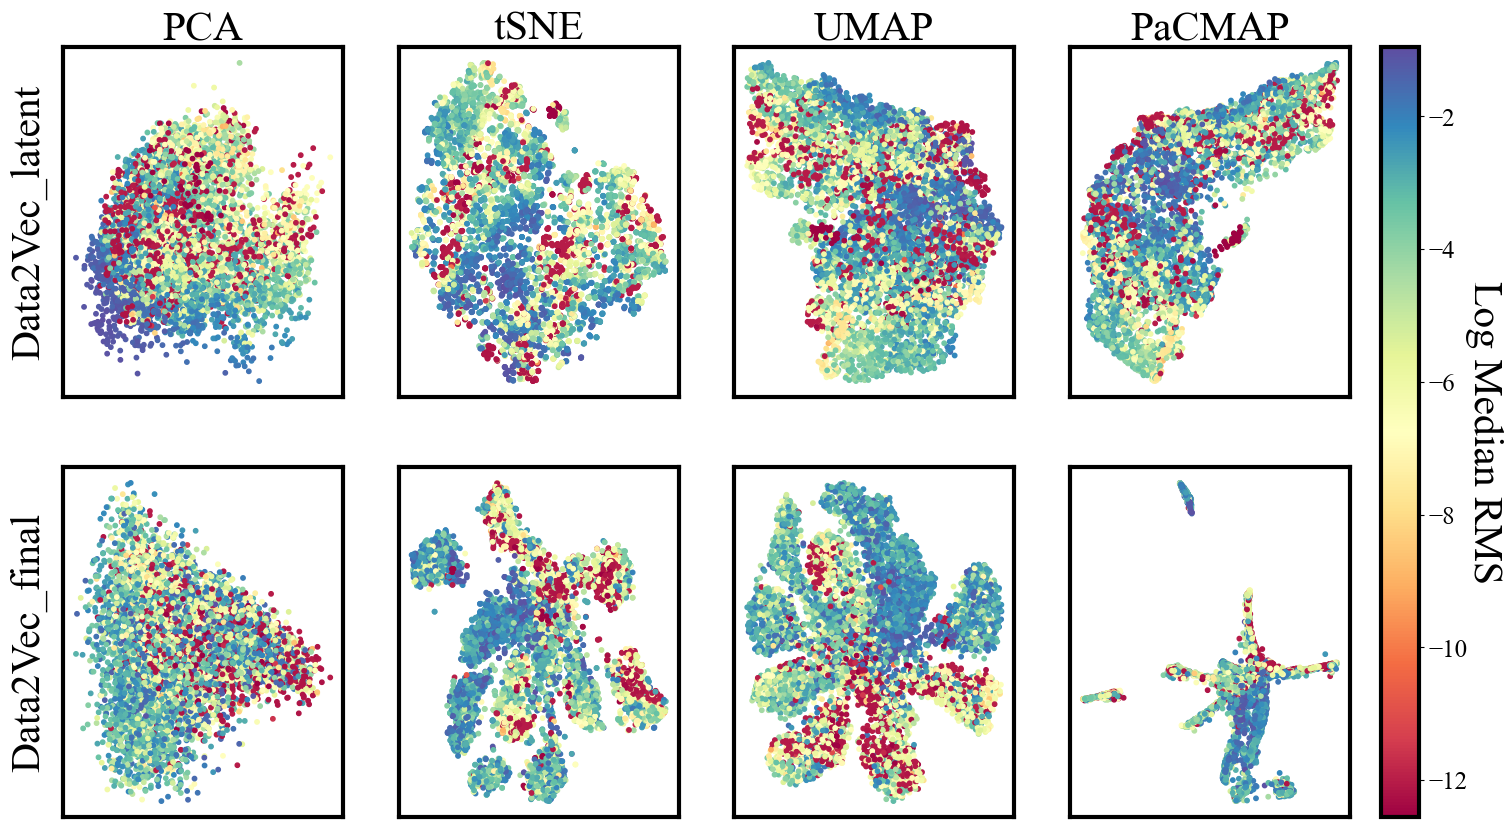 PCA
tSNE
UMAP
PaCMAP
Data2Vec_latent
Data2Vec_final
−2
−4
−6
−8
−10
−12
Log Median RMS